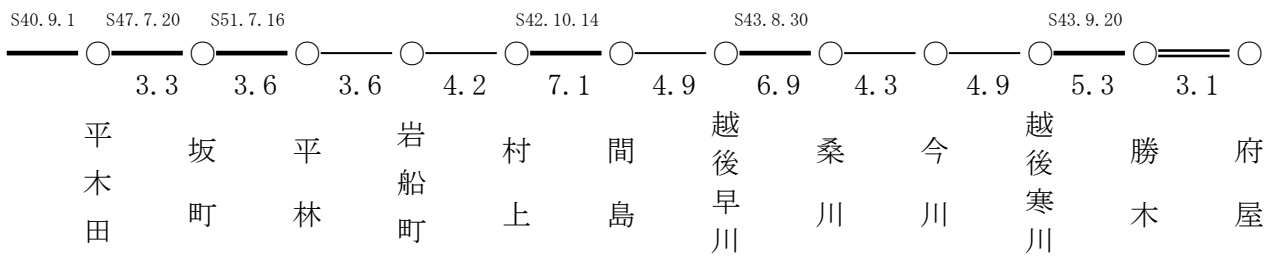 S40.9.1 S47.7.20 S51.7.16 S42.10.14 S43.8.30 S43.9.20
3.3 3.6 3.6 4.2 7.1 4.9 6.9 4.3 4.9 5.3 3.1
平木田
坂町
平林
岩船町
村上
間島
越後早川
桑川
今川
越後寒川
勝木
府屋